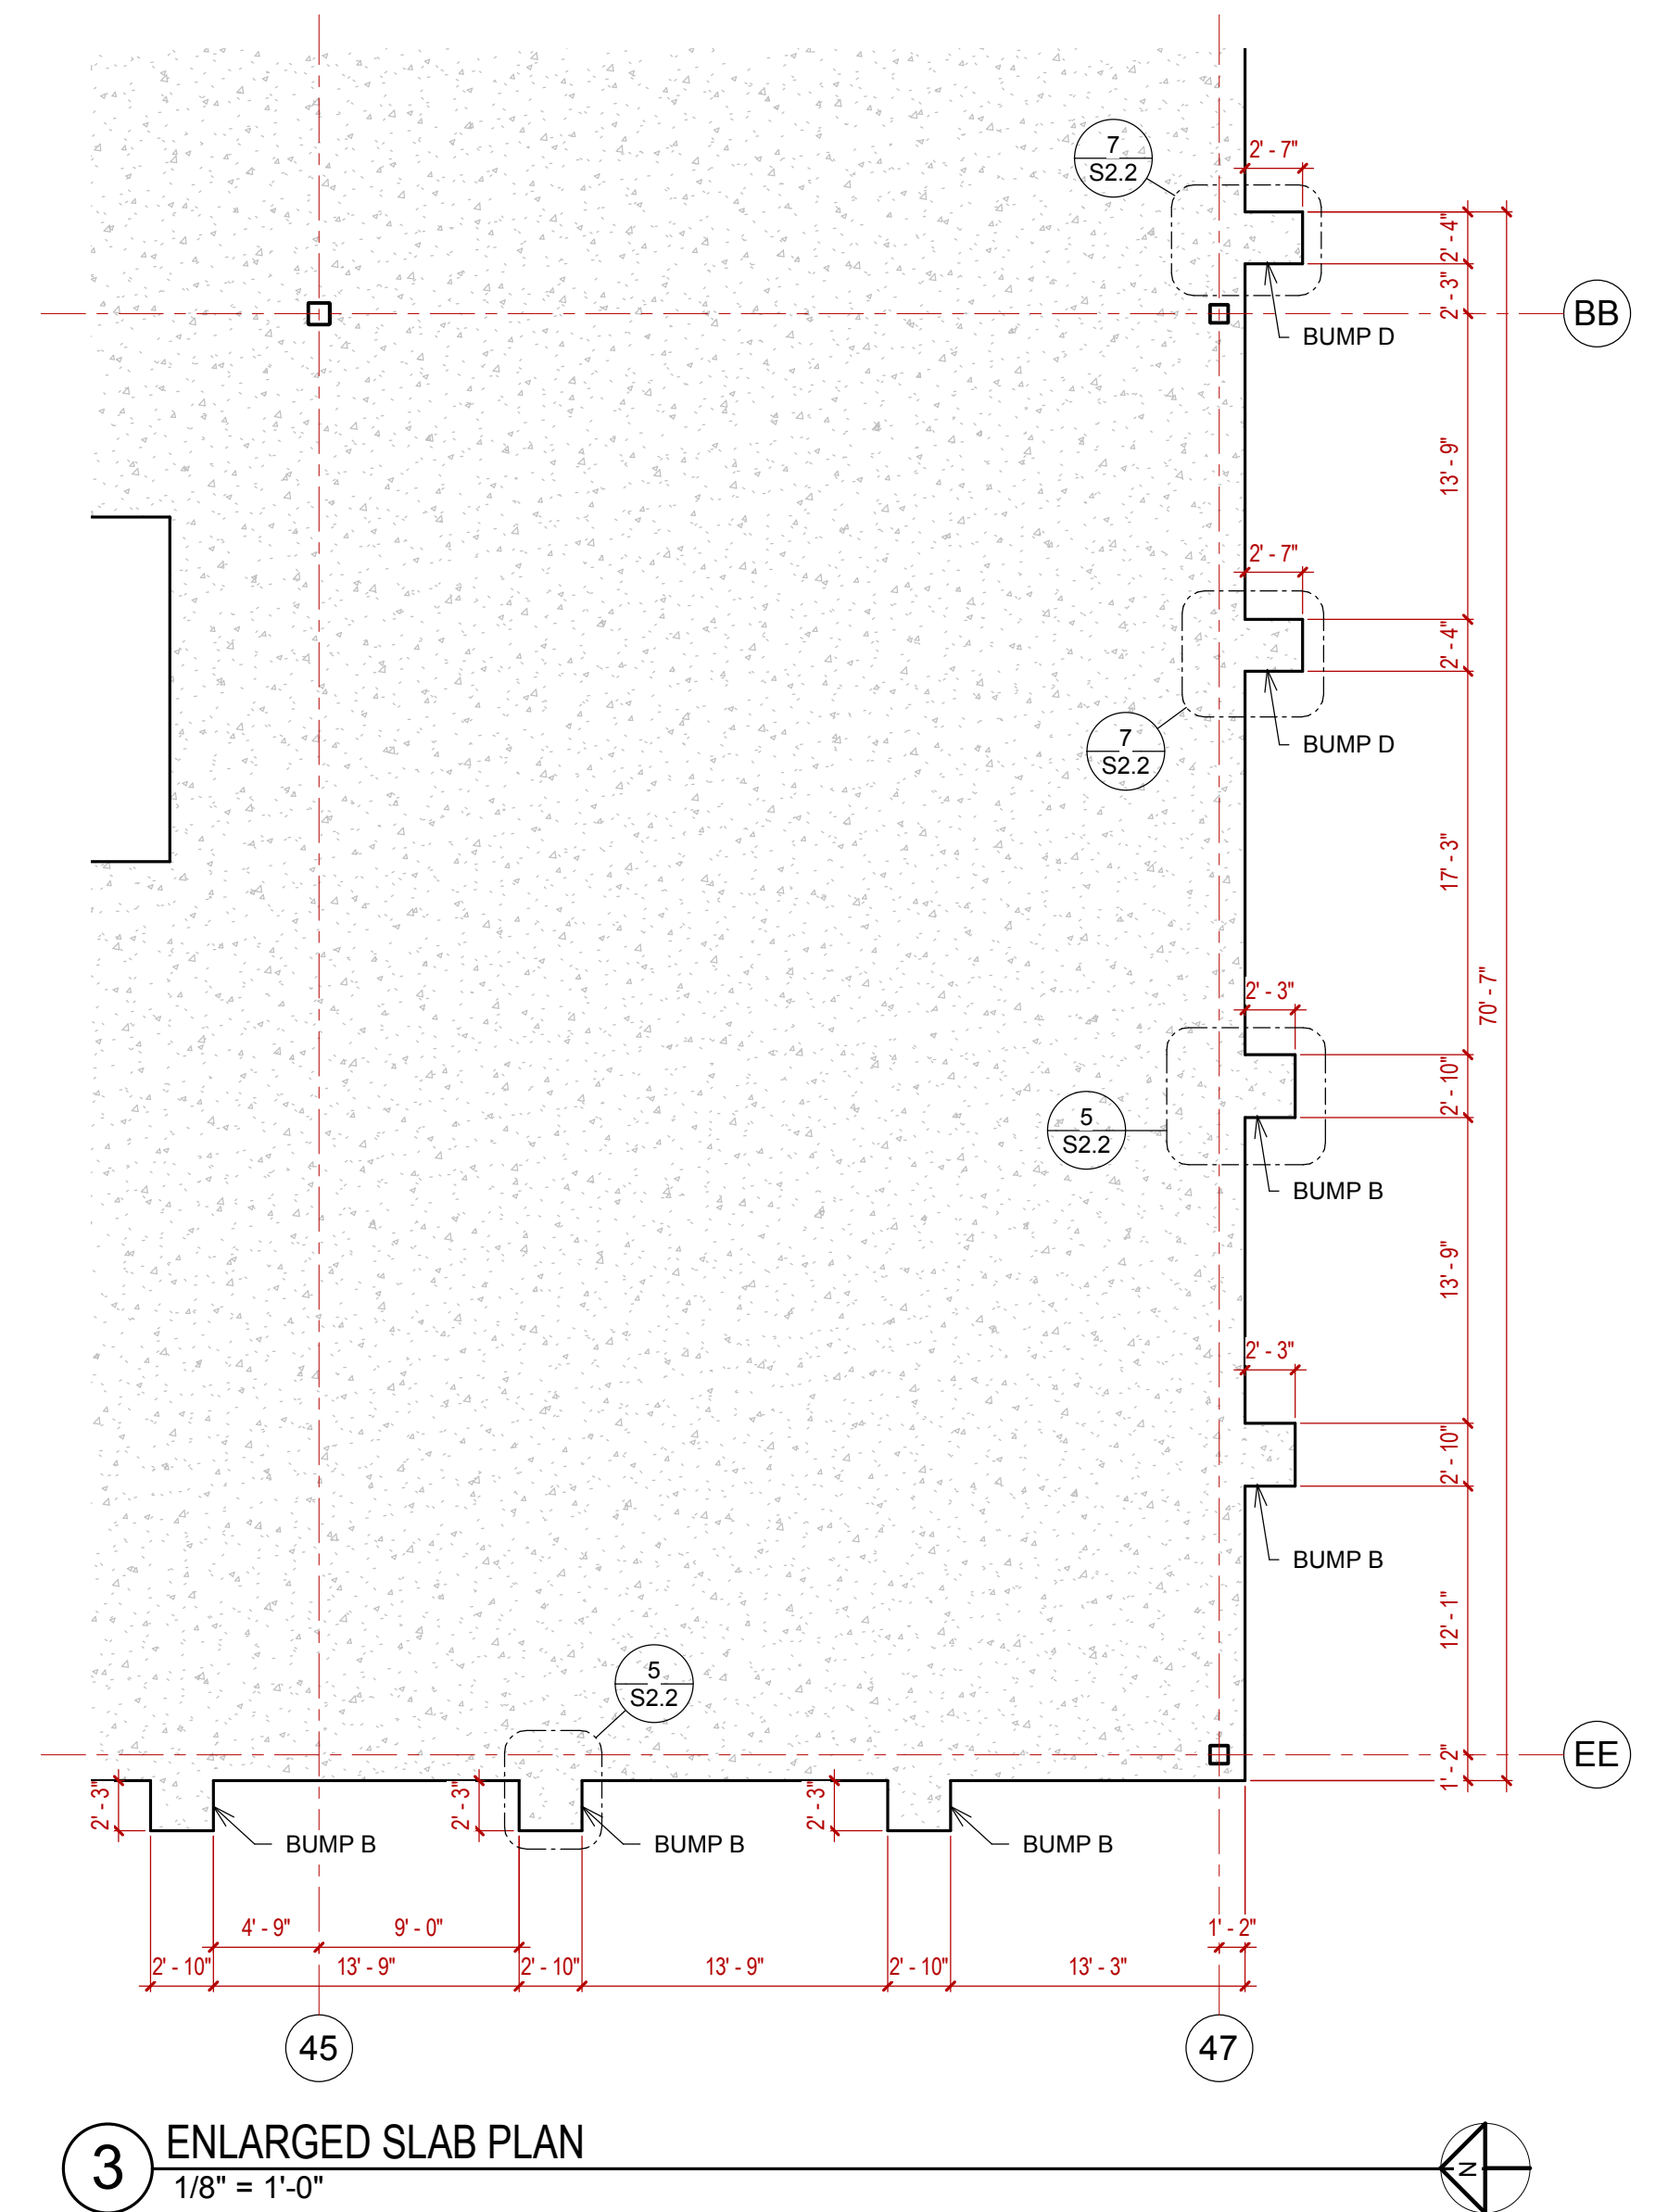 7
S2.2
2' - 7"
2' - 4"
2' - 3"
BB
BUMP D
13' - 9"
2' - 7"
2' - 4"
7
S2.2
BUMP D
17' - 3"
70' - 7"
2' - 3"
2' - 10"
5
S2.2
BUMP B
13' - 9"
2' - 3"
2' - 10"
BUMP B
12' - 1"
5
S2.2
1' - 2"
EE
2' - 3"
BUMP B
2' - 3"
BUMP B
2' - 3"
BUMP B
4' - 9"
9' - 0"
1' - 2"
2' - 10"
13' - 9"
2' - 10"
13' - 9"
2' - 10"
13' - 3"
45
47
3
ENLARGED SLAB PLAN
1/8" = 1'-0"
N